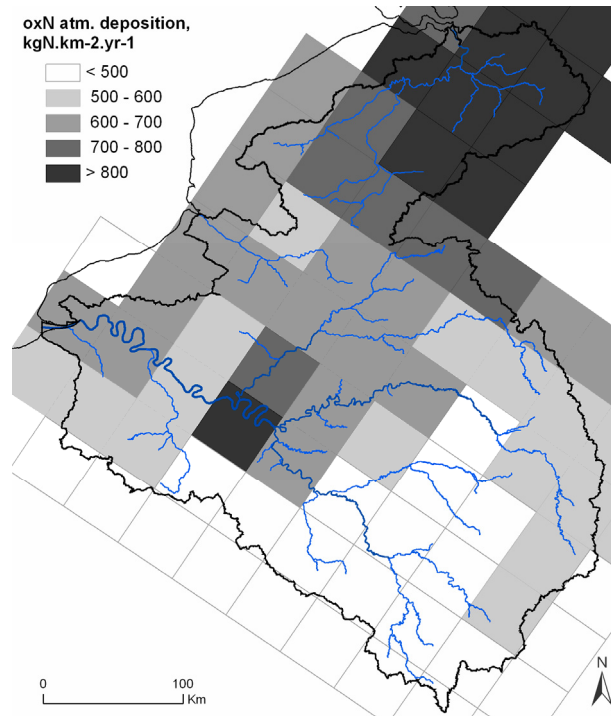 oxN atm. deposition,
kgN.km-2.yr-1
< 500
500 - 600
600 - 700
700 - 800
> 800
N
0 100
Km